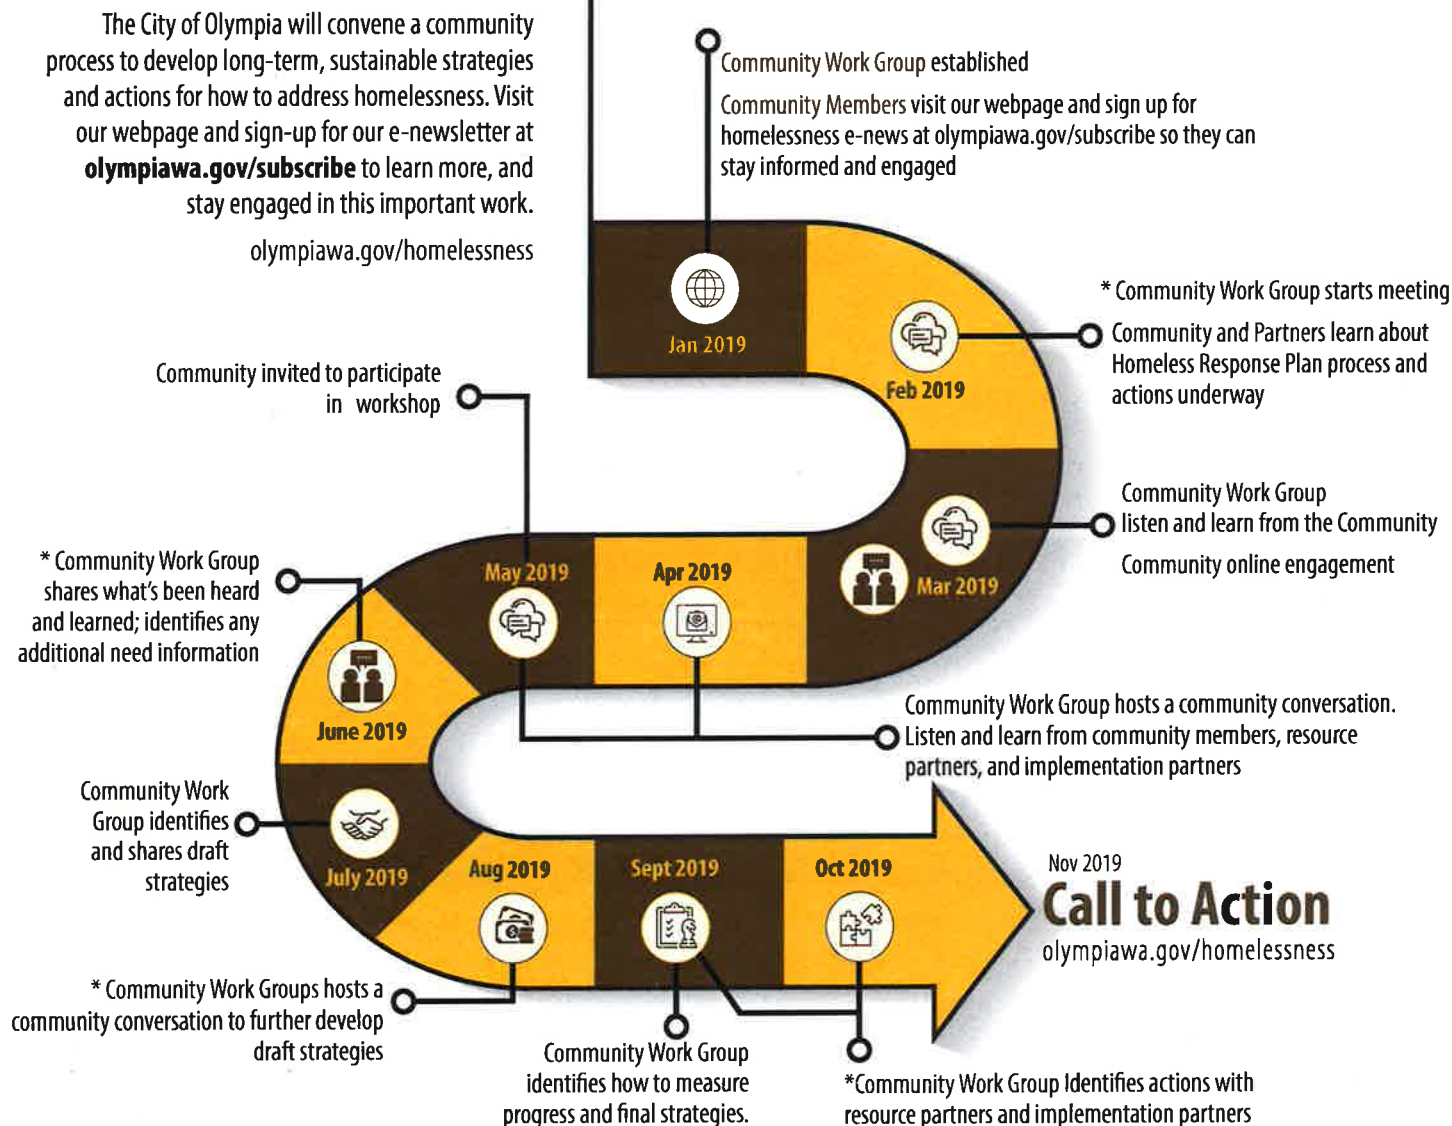 The City of Olympia will convene a community
process to develop long-term, sustainable strategies
and actions for how to address homelessness. Visit
our webpage and sign-up for our e-newsletter at
olympiawa.gov/subscribe to learn more, and
stay engaged in this important work.
olympiawa.gov/homelessness
Community Work Group established
Community Members visit our webpage and sign up for
homelessness e-news at olympiawa.gov/subscribe so they can
stay informed and engaged
Jan 2019
* Community Work Group starts meeting
Community and Partners learn about
Homeless Response Plan process and
actions underway
Feb 2019
Community Work Group
listen and learn from the Community
Community online engagement
Mar 2019
Apr 2019
May 2019
Community invited to participate
in workshop
Community Work Group hosts a community conversation.
Listen and learn from community members, resource
partners, and implementation partners
* Community Work Group
shares what's been heard
and learned; identifies any
additional need information
June 2019
Community Work
Group identifies
and shares draft
strategies
July 2019
Aug 2019
* Community Work Groups hosts a
community conversation to further develop
draft strategies
Sept 2019
Community Work Group
identifies how to measure
progress and final strategies.
Oct 2019
*Community Work Group Identifies actions with
resource partners and implementation partners
Nov 2019
Call to Action
olympiawa.gov/homelessness